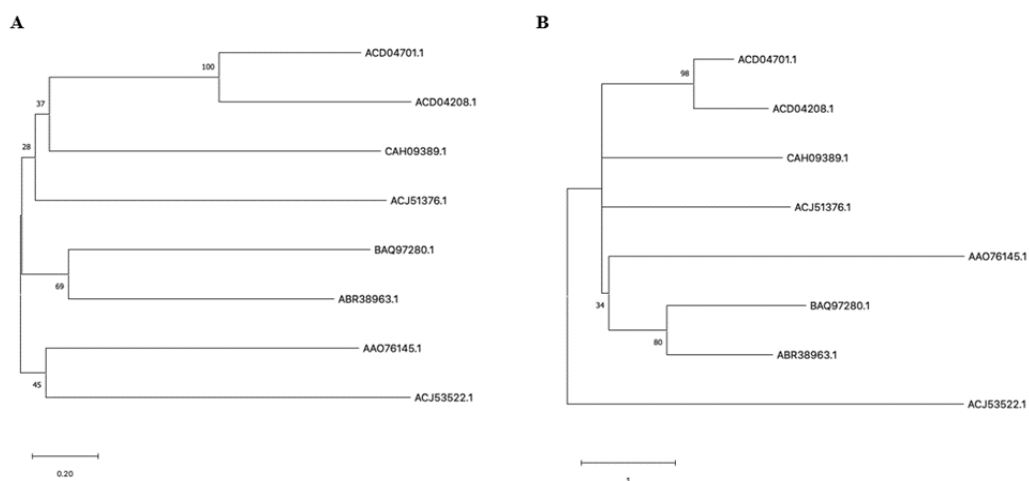 A
ACD04701.1
100
ACD04208.1
37
CAH09389.1
28
ACJ51376.1
BAQ97280.1
69
ABR38963.1
AAO76145.1
45
ACJ53522.1
0.20
B
ACD04701.1
98
ACD04208.1
CAH09389.1
ACJ51376.1
AAO76145.1
34
BAQ97280.1
80
ABR38963.1
ACJ53522.1
1